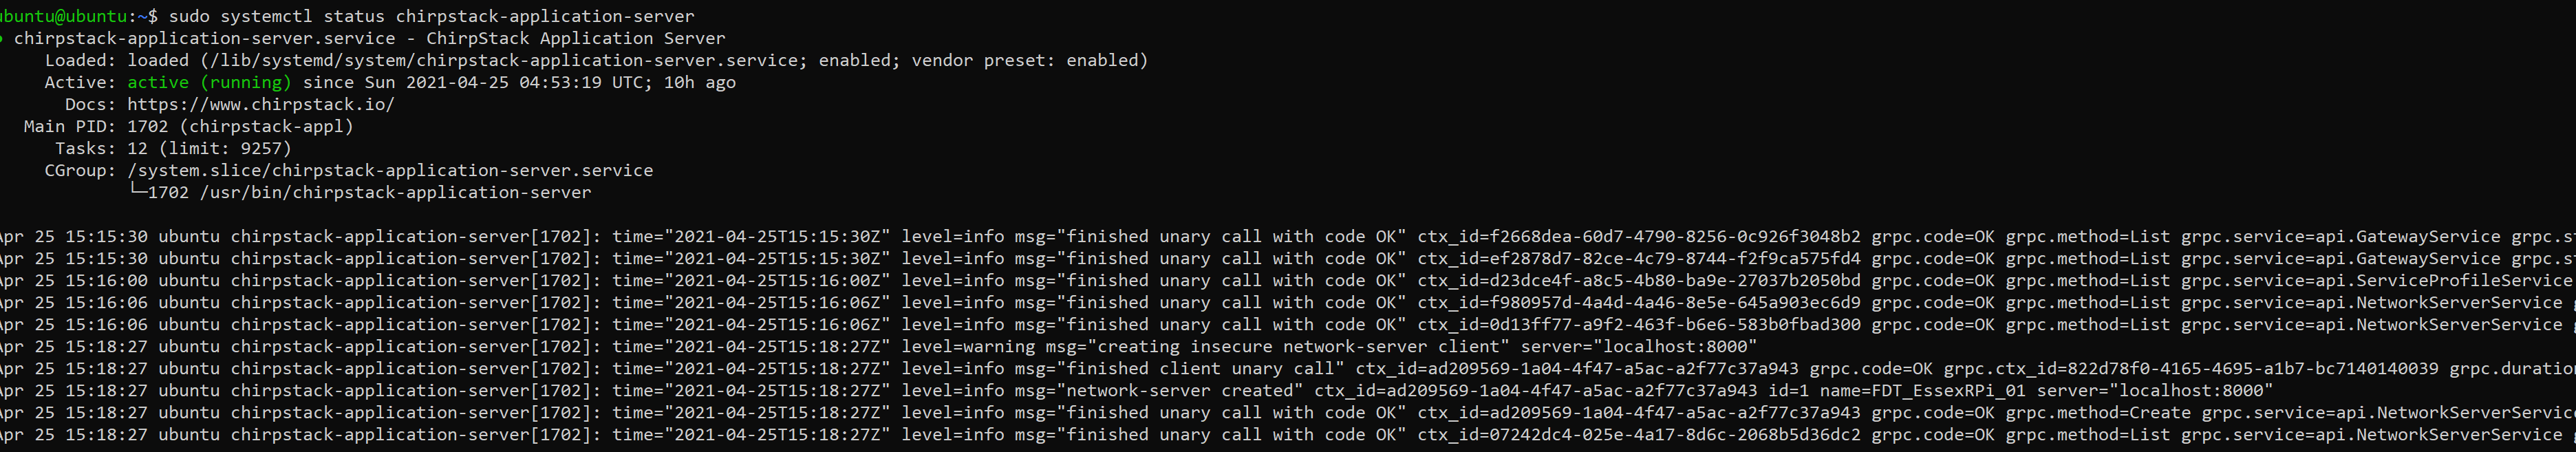 ubuntu@ubuntu:~$ sudo systemctl status chirpstack-application-server
chirpstack-application-server.service - ChirpStack Application Server
Loaded: loaded (/lib/systemd/system/chirpstack-application-server.service; enabled; vendor preset: enabled)
Active: active (running) since Sun 2021-04-25 04:53:19 UTC; 10h ago
Docs: https://www.chirpstack.io/
Main PID: 1702 (chirpstack-appl)
Tasks: 12 (limit: 9257)
CGroup: /system.slice/chirpstack-application-server.service
└─1702 /usr/bin/chirpstack-application-server
Apr 25 15:15:30 ubuntu chirpstack-application-server[1702]: time="2021-04-25T15:15:30Z" level=info msg="finished unary call with code OK" ctx_id=f2668dea-60d7-4790-8256-0c926f3048b2 grpc.code=OK grpc.method=List grpc.service=api.GatewayService grpc.st
Apr 25 15:15:30 ubuntu chirpstack-application-server[1702]: time="2021-04-25T15:15:30Z" level=info msg="finished unary call with code OK" ctx_id=ef2878d7-82ce-4c79-8744-f2f9ca575fd4 grpc.code=OK grpc.method=List grpc.service=api.GatewayService grpc.st
Apr 25 15:16:00 ubuntu chirpstack-application-server[1702]: time="2021-04-25T15:16:00Z" level=info msg="finished unary call with code OK" ctx_id=d23dce4f-a8c5-4b80-ba9e-27037b2050bd grpc.code=OK grpc.method=List grpc.service=api.ServiceProfileService
Apr 25 15:16:06 ubuntu chirpstack-application-server[1702]: time="2021-04-25T15:16:06Z" level=info msg="finished unary call with code OK" ctx_id=f980957d-4a4d-4a46-8e5e-645a903ec6d9 grpc.code=OK grpc.method=List grpc.service=api.NetworkServerService g
Apr 25 15:16:06 ubuntu chirpstack-application-server[1702]: time="2021-04-25T15:16:06Z" level=info msg="finished unary call with code OK" ctx_id=0d13ff77-a9f2-463f-b6e6-583b0fbad300 grpc.code=OK grpc.method=List grpc.service=api.NetworkServerService g
Apr 25 15:18:27 ubuntu chirpstack-application-server[1702]: time="2021-04-25T15:18:27Z" level=warning msg="creating insecure network-server client" server="localhost:8000"
Apr 25 15:18:27 ubuntu chirpstack-application-server[1702]: time="2021-04-25T15:18:27Z" level=info msg="finished client unary call" ctx_id=ad209569-1a04-4f47-a5ac-a2f77c37a943 grpc.code=OK grpc.ctx_id=822d78f0-4165-4695-a1b7-bc7140140039 grpc.duration
Apr 25 15:18:27 ubuntu chirpstack-application-server[1702]: time="2021-04-25T15:18:27Z" level=info msg="network-server created" ctx_id=ad209569-1a04-4f47-a5ac-a2f77c37a943 id=1 name=FDT_EssexRPi_01 server="localhost:8000"
Apr 25 15:18:27 ubuntu chirpstack-application-server[1702]: time="2021-04-25T15:18:27Z" level=info msg="finished unary call with code OK" ctx_id=ad209569-1a04-4f47-a5ac-a2f77c37a943 grpc.code=OK grpc.method=Create grpc.service=api.NetworkServerService
Apr 25 15:18:27 ubuntu chirpstack-application-server[1702]: time="2021-04-25T15:18:27Z" level=info msg="finished unary call with code OK" ctx_id=07242dc4-025e-4a17-8d6c-2068b5d36dc2 grpc.code=OK grpc.method=List grpc.service=api.NetworkServerService g